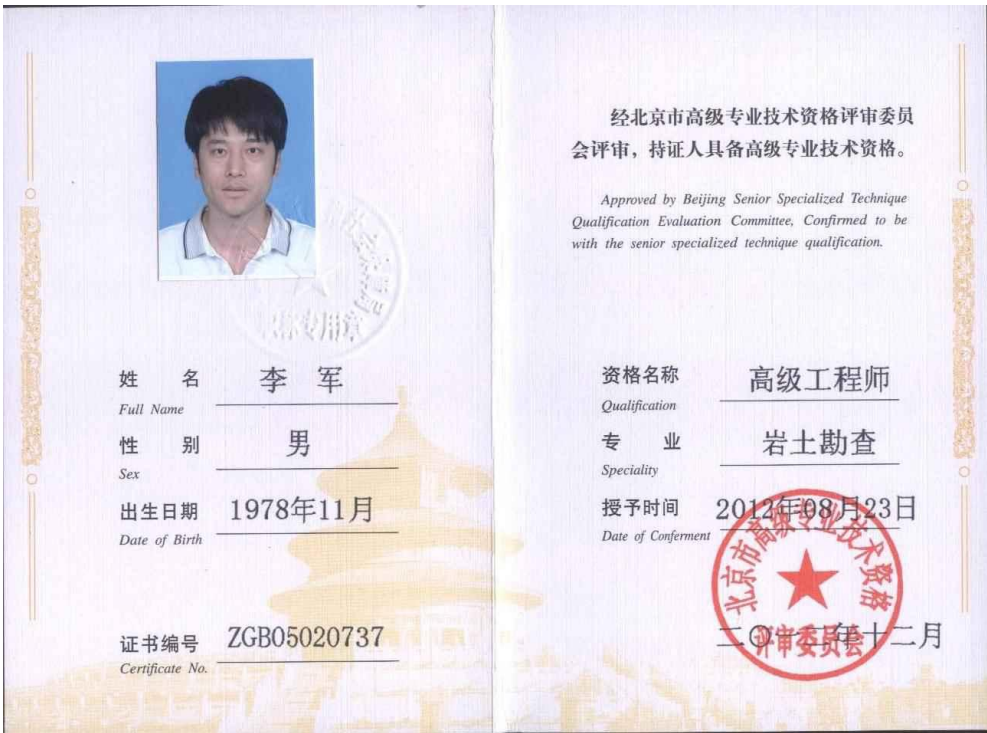 姓 名 李 军
Full Name
性 别 男
Sex
出生日期 1978年11月
Date of Birth
证书编号 ZGB05020737
Certificate No.
经北京市高级专业技术资格评审委员
会评审，持证人具备高级专业技术资格。
Approved by Beijing Senior Specialized Technique
Qualification Evaluation Committee, Confirmed to be
with the senior specialized technique qualification.
资格名称 高级工程师
Qualification
专 业 岩土勘查
Speciality
授予时间 2012年08月23日
Date of Conferment
北京市高级专业技术资格
评审委员会
二〇一二年十二月
专用章